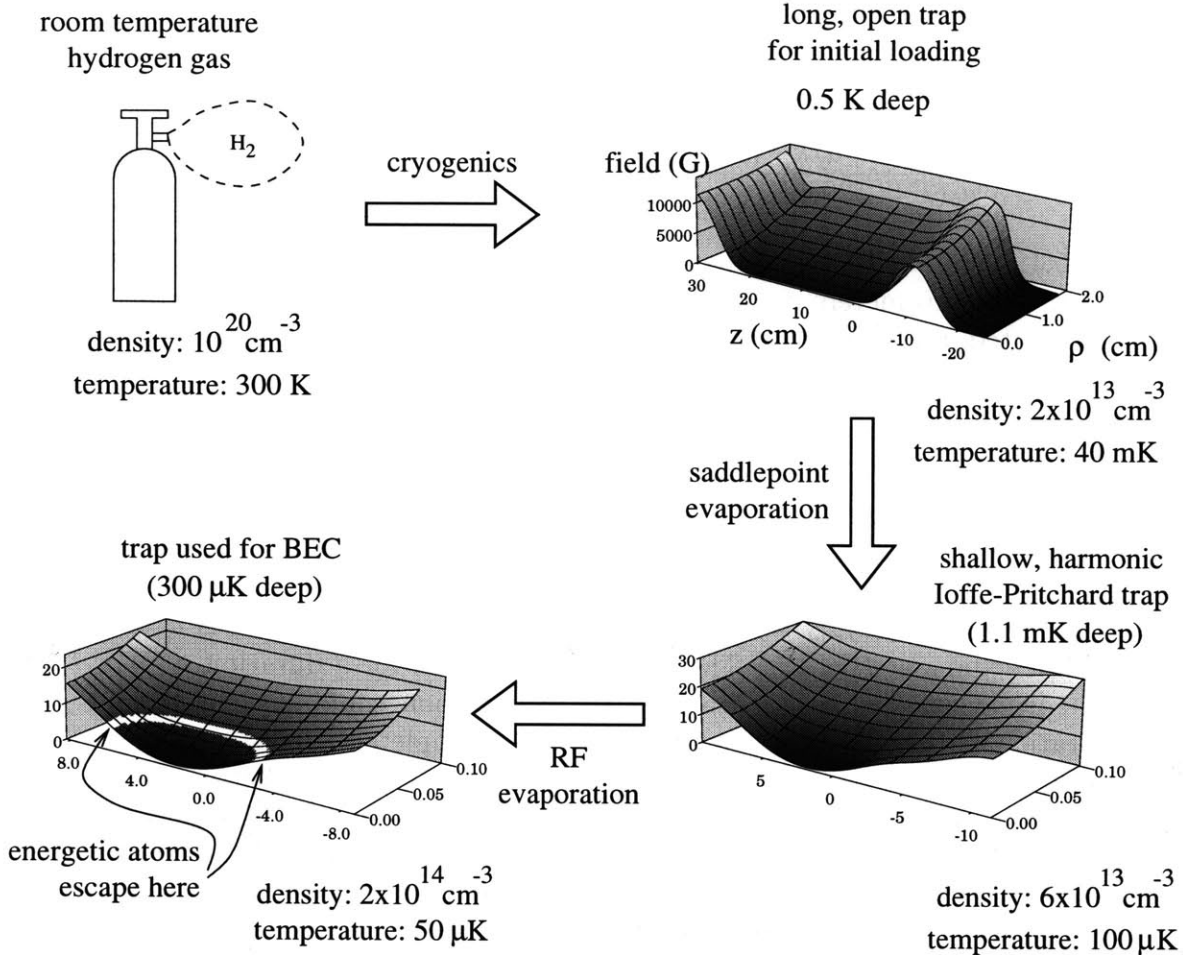 room temperature
hydrogen gas
H2
density: 10^20 cm^-3
temperature: 300 K
cryogenics
long, open trap
for initial loading
0.5 K deep
field (G)
10000
5000
0
30
20
10
0
-10
-20
z (cm)
2.0
1.0
0.0
ρ (cm)
density: 2x10^13 cm^-3
temperature: 40 mK
saddlepoint
evaporation
shallow, harmonic
Ioffe-Pritchard trap
(1.1 mK deep)
30
20
10
0
5
0
-5
-10
0.10
0.05
0.00
density: 6x10^13 cm^-3
temperature: 100 µK
RF
evaporation
trap used for BEC
(300 µK deep)
20
10
0
8.0
4.0
0.0
-4.0
-8.0
0.10
0.05
0.00
energetic atoms
escape here
density: 2x10^14 cm^-3
temperature: 50 µK